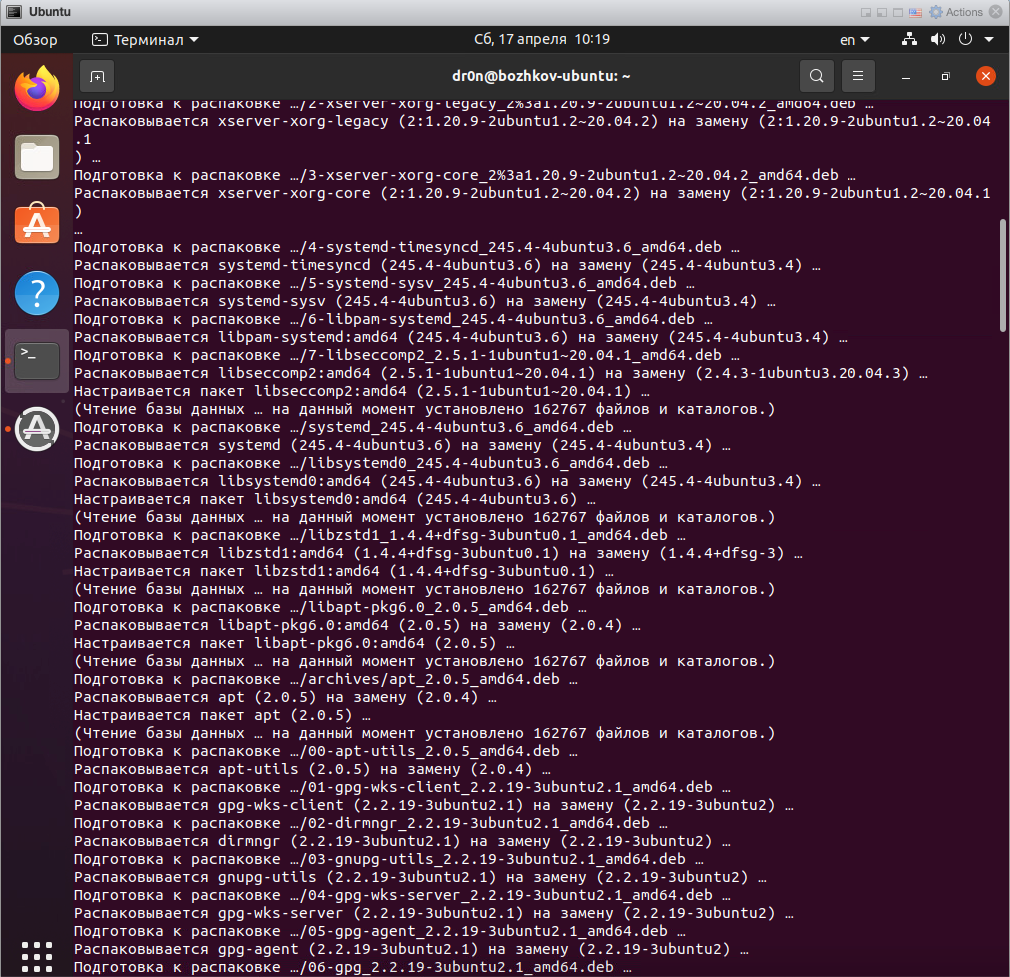 Ubuntu
Actions
Обзор
Терминал
Сб, 17 апреля 10:19
en
dr0n@bozhkov-ubuntu: ~
Подготовка к распаковке …/2-xserver-xorg-legacy_2%3a1.20.9-2ubuntu1.2~20.04.2_amd64.deb …
Распаковывается xserver-xorg-legacy (2:1.20.9-2ubuntu1.2~20.04.2) на замену (2:1.20.9-2ubuntu1.2~20.04
.1
) …
Подготовка к распаковке …/3-xserver-xorg-core_2%3a1.20.9-2ubuntu1.2~20.04.2_amd64.deb …
Распаковывается xserver-xorg-core (2:1.20.9-2ubuntu1.2~20.04.2) на замену (2:1.20.9-2ubuntu1.2~20.04.1
)
…
Подготовка к распаковке …/4-systemd-timesyncd_245.4-4ubuntu3.6_amd64.deb …
Распаковывается systemd-timesyncd (245.4-4ubuntu3.6) на замену (245.4-4ubuntu3.4) …
Подготовка к распаковке …/5-systemd-sysv_245.4-4ubuntu3.6_amd64.deb …
Распаковывается systemd-sysv (245.4-4ubuntu3.6) на замену (245.4-4ubuntu3.4) …
Подготовка к распаковке …/6-libpam-systemd_245.4-4ubuntu3.6_amd64.deb …
Распаковывается libpam-systemd:amd64 (245.4-4ubuntu3.6) на замену (245.4-4ubuntu3.4) …
Подготовка к распаковке …/7-libseccomp2_2.5.1-1ubuntu1~20.04.1_amd64.deb …
Распаковывается libseccomp2:amd64 (2.5.1-1ubuntu1~20.04.1) на замену (2.4.3-1ubuntu3.20.04.3) …
Настраивается пакет libseccomp2:amd64 (2.5.1-1ubuntu1~20.04.1) …
(Чтение базы данных … на данный момент установлено 162767 файлов и каталогов.)
Подготовка к распаковке …/systemd_245.4-4ubuntu3.6_amd64.deb …
Распаковывается systemd (245.4-4ubuntu3.6) на замену (245.4-4ubuntu3.4) …
Подготовка к распаковке …/libsystemd0_245.4-4ubuntu3.6_amd64.deb …
Распаковывается libsystemd0:amd64 (245.4-4ubuntu3.6) на замену (245.4-4ubuntu3.4) …
Настраивается пакет libsystemd0:amd64 (245.4-4ubuntu3.6) …
(Чтение базы данных … на данный момент установлено 162767 файлов и каталогов.)
Подготовка к распаковке …/libzstd1_1.4.4+dfsg-3ubuntu0.1_amd64.deb …
Распаковывается libzstd1:amd64 (1.4.4+dfsg-3ubuntu0.1) на замену (1.4.4+dfsg-3) …
Настраивается пакет libzstd1:amd64 (1.4.4+dfsg-3ubuntu0.1) …
(Чтение базы данных … на данный момент установлено 162767 файлов и каталогов.)
Подготовка к распаковке …/libapt-pkg6.0_2.0.5_amd64.deb …
Распаковывается libapt-pkg6.0:amd64 (2.0.5) на замену (2.0.4) …
Настраивается пакет libapt-pkg6.0:amd64 (2.0.5) …
(Чтение базы данных … на данный момент установлено 162767 файлов и каталогов.)
Подготовка к распаковке …/archives/apt_2.0.5_amd64.deb …
Распаковывается apt (2.0.5) на замену (2.0.4) …
Настраивается пакет apt (2.0.5) …
(Чтение базы данных … на данный момент установлено 162767 файлов и каталогов.)
Подготовка к распаковке …/00-apt-utils_2.0.5_amd64.deb …
Распаковывается apt-utils (2.0.5) на замену (2.0.4) …
Подготовка к распаковке …/01-gpg-wks-client_2.2.19-3ubuntu2.1_amd64.deb …
Распаковывается gpg-wks-client (2.2.19-3ubuntu2.1) на замену (2.2.19-3ubuntu2) …
Подготовка к распаковке …/02-dirmngr_2.2.19-3ubuntu2.1_amd64.deb …
Распаковывается dirmngr (2.2.19-3ubuntu2.1) на замену (2.2.19-3ubuntu2) …
Подготовка к распаковке …/03-gnupg-utils_2.2.19-3ubuntu2.1_amd64.deb …
Распаковывается gnupg-utils (2.2.19-3ubuntu2.1) на замену (2.2.19-3ubuntu2) …
Подготовка к распаковке …/04-gpg-wks-server_2.2.19-3ubuntu2.1_amd64.deb …
Распаковывается gpg-wks-server (2.2.19-3ubuntu2.1) на замену (2.2.19-3ubuntu2) …
Подготовка к распаковке …/05-gpg-agent_2.2.19-3ubuntu2.1_amd64.deb …
Распаковывается gpg-agent (2.2.19-3ubuntu2.1) на замену (2.2.19-3ubuntu2) …
Подготовка к распаковке …/06-gpg_2.2.19-3ubuntu2.1_amd64.deb …